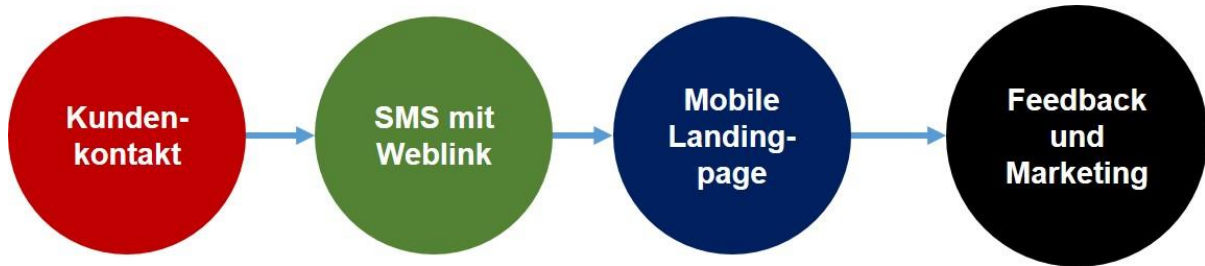 Kunden-
kontakt
SMS mit
Weblink
Mobile
Landing-
page
Feedback
und
Marketing